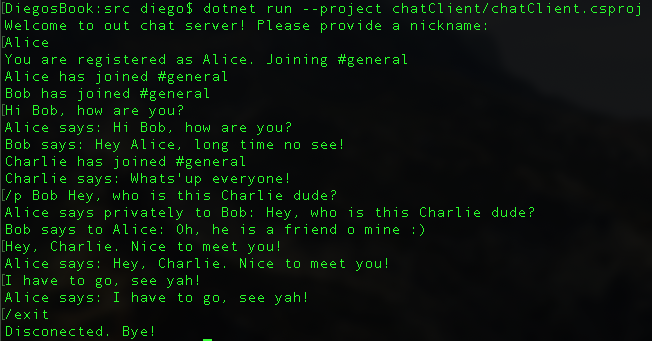 [DiegosBook:src diego$ dotnet run --project chatClient/chatClient.csproj
Welcome to out chat server! Please provide a nickname:
[Alice
You are registered as Alice. Joining #general
Alice has joined #general
Bob has joined #general
[Hi Bob, how are you?
Alice says: Hi Bob, how are you?
Bob says: Hey Alice, long time no see!
Charlie has joined #general
Charlie says: Whats'up everyone!
[/p Bob Hey, who is this Charlie dude?
Alice says privately to Bob: Hey, who is this Charlie dude?
Bob says to Alice: Oh, he is a friend o mine :)
[Hey, Charlie. Nice to meet you!
Alice says: Hey, Charlie. Nice to meet you!
[I have to go, see yah!
Alice says: I have to go, see yah!
[/exit
Disconected. Bye!